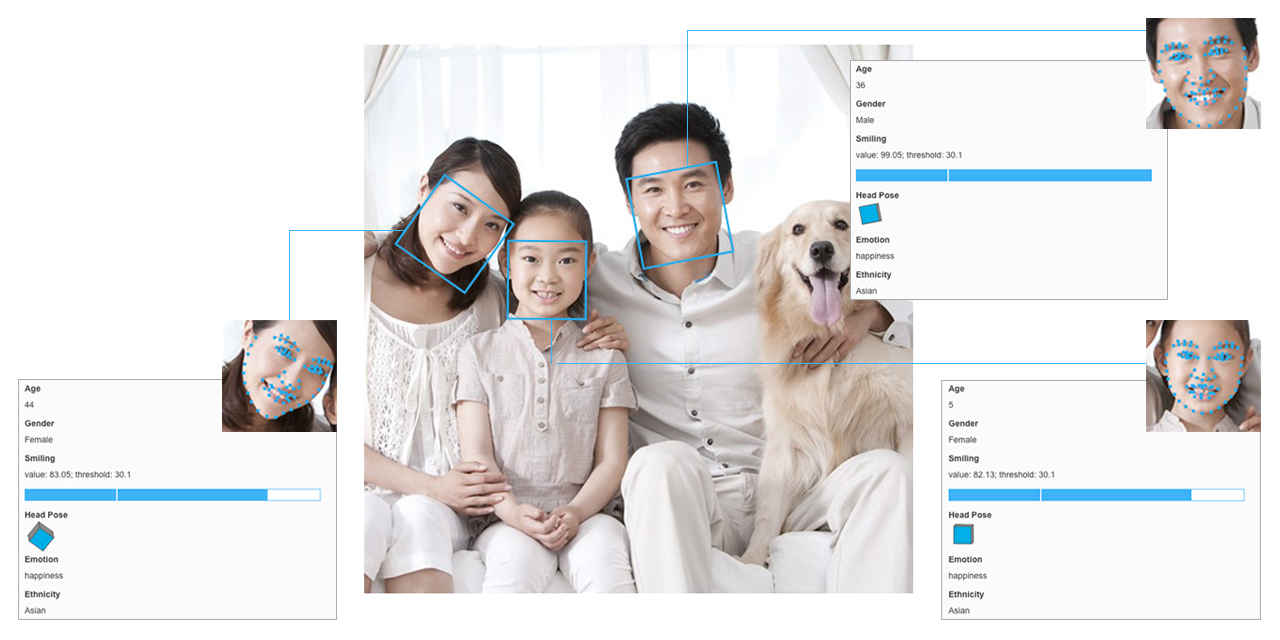 Age
36
Gender
Male
Smiling
value: 99.05; threshold: 30.1
Head Pose
Emotion
happiness
Ethnicity
Asian
Age
44
Gender
Female
Smiling
value: 83.05; threshold: 30.1
Head Pose
Emotion
happiness
Ethnicity
Asian
Age
5
Gender
Female
Smiling
value: 82.13; threshold: 30.1
Head Pose
Emotion
happiness
Ethnicity
Asian